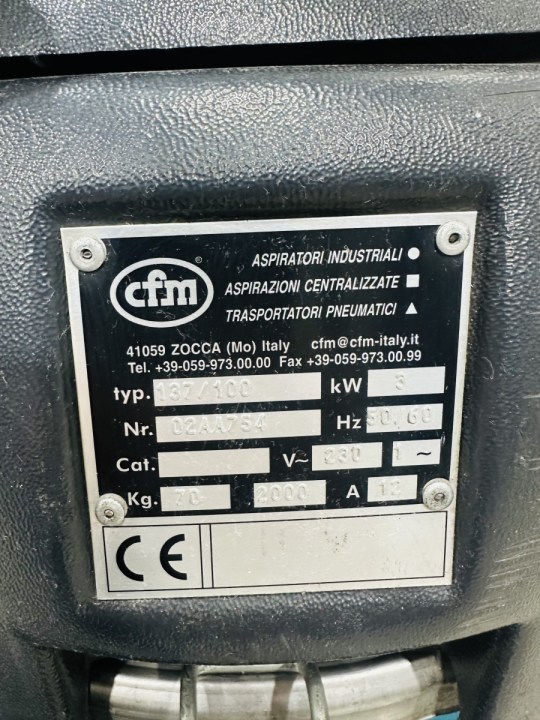 cfm®
ASPIRATORI INDUSTRIALI ●
ASPIRAZIONI CENTRALIZZATE ■
TRASPORTATORI PNEUMATICI ▲
41059 ZOCCA (Mo) Italy cfm@cfm-italy.it
Tel. +39-059-973.00.00 Fax +39-059-973.00.99
typ. 137/100 kW 3
Nr. 02AA754 Hz 50/60
Cat. V~ 230 1 ~
Kg. 70 2000 A 12
CE